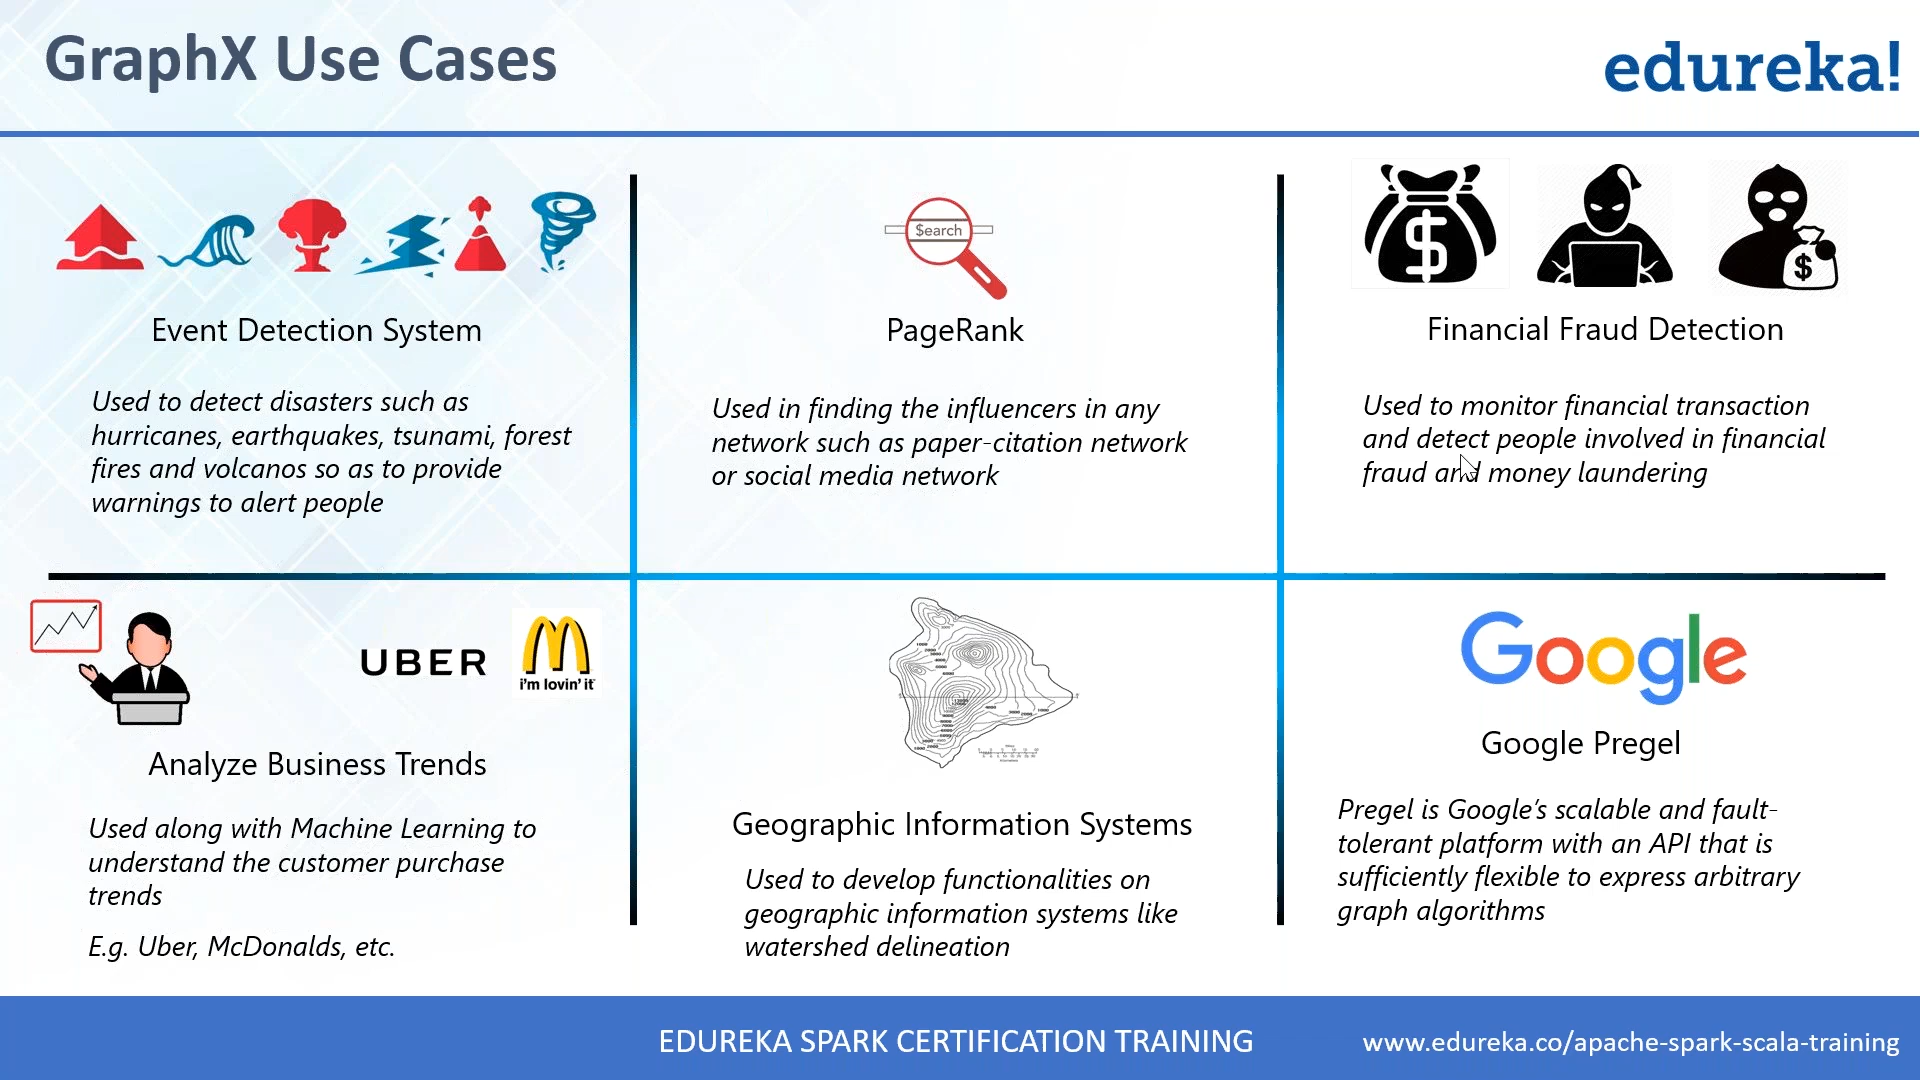 GraphX Use Cases
edureka!
Search
Event Detection System
Used to detect disasters such as
hurricanes, earthquakes, tsunami, forest
fires and volcanos so as to provide
warnings to alert people
PageRank
Used in finding the influencers in any
network such as paper-citation network
or social media network
$
$
Financial Fraud Detection
Used to monitor financial transaction
and detect people involved in financial
fraud and money laundering
UBER
i'm lovin' it
Analyze Business Trends
Used along with Machine Learning to
understand the customer purchase
trends
E.g. Uber, McDonalds, etc.
Geographic Information Systems
Used to develop functionalities on
geographic information systems like
watershed delineation
Google
Google Pregel
Pregel is Google's scalable and fault-
tolerant platform with an API that is
sufficiently flexible to express arbitrary
graph algorithms
EDUREKA SPARK CERTIFICATION TRAINING
www.edureka.co/apache-spark-scala-training